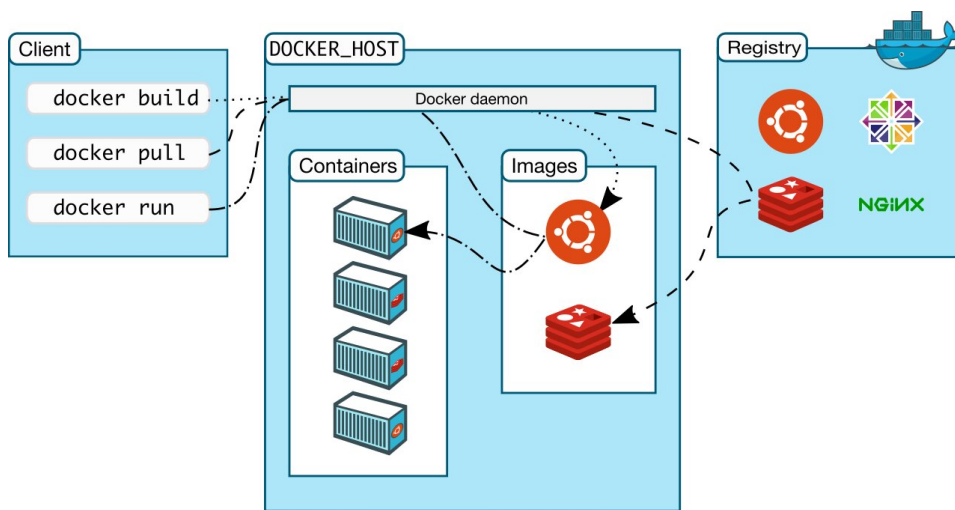 Client
docker build
docker pull
docker run
DOCKER_HOST
Docker daemon
Containers
Images
Registry
NGINX